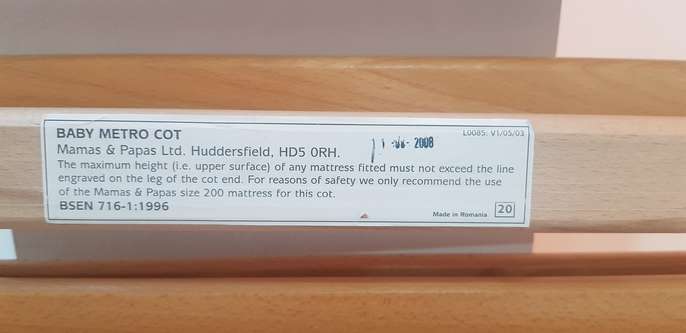 BABY METRO COT
L0085: V1/05/03
Mamas & Papas Ltd. Huddersfield, HD5 0RH.
2008
The maximum height (i.e. upper surface) of any mattress fitted must not exceed the line
engraved on the leg of the cot end. For reasons of safety we only recommend the use
of the Mamas & Papas size 200 mattress for this cot.
BSEN 716-1:1996
Made in Romania
20